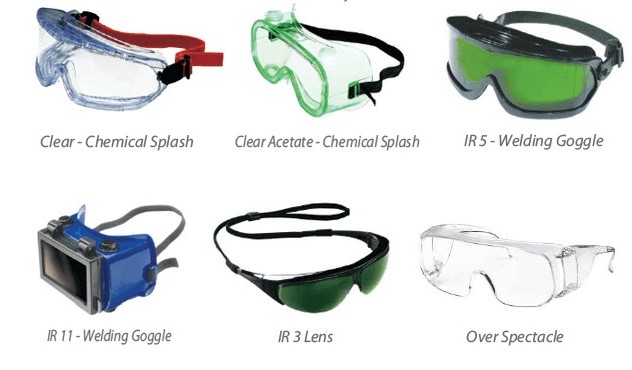 Clear - Chemical Splash
Clear Acetate - Chemical Splash
IR 5 - Welding Goggle
IR 11 - Welding Goggle
IR 3 Lens
Over Spectacle